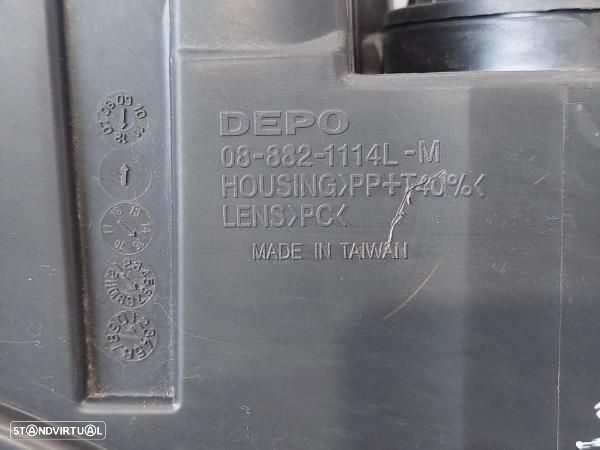 DEPO
08-882-1114L -M
HOUSING>PP+T40%<
LENS>PC<
MADE IN TAIWAN
STANDVIRTUAL